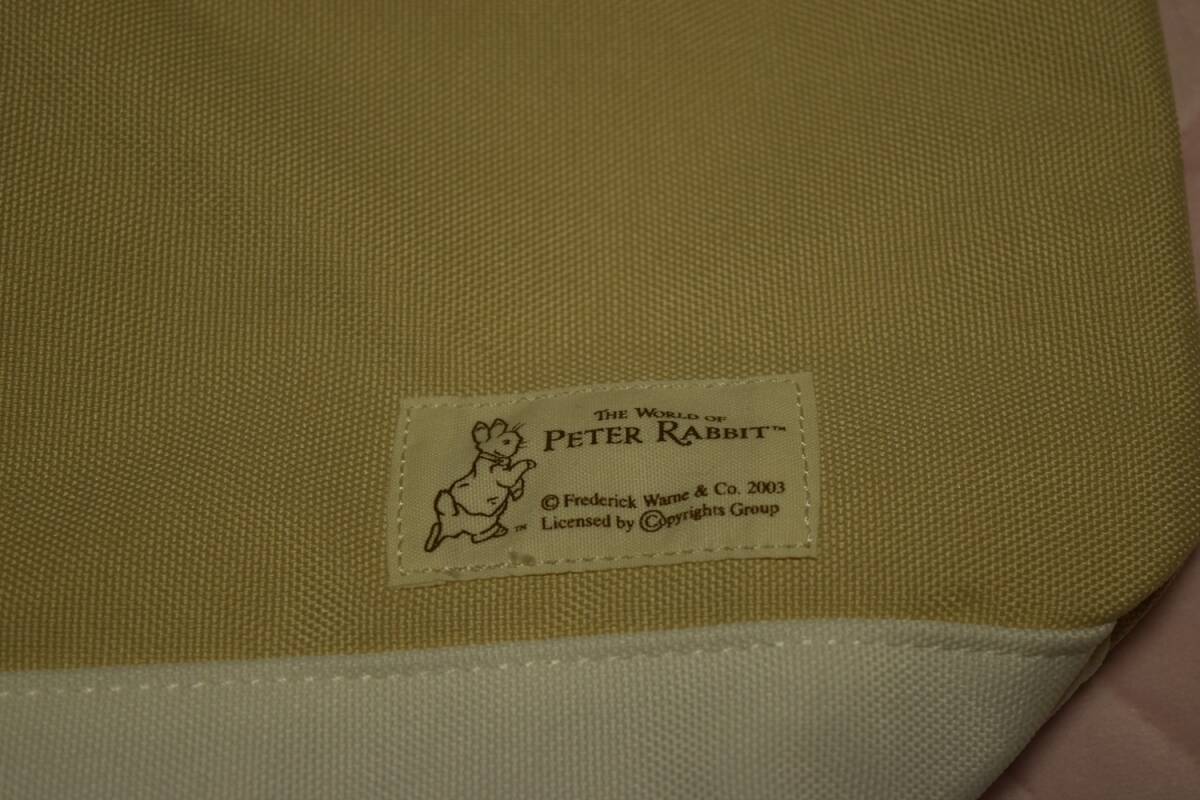 THE WORLD OF
PETER RABBIT™
© Frederick Warne & Co. 2003
Licensed by ©opyrights Group
™